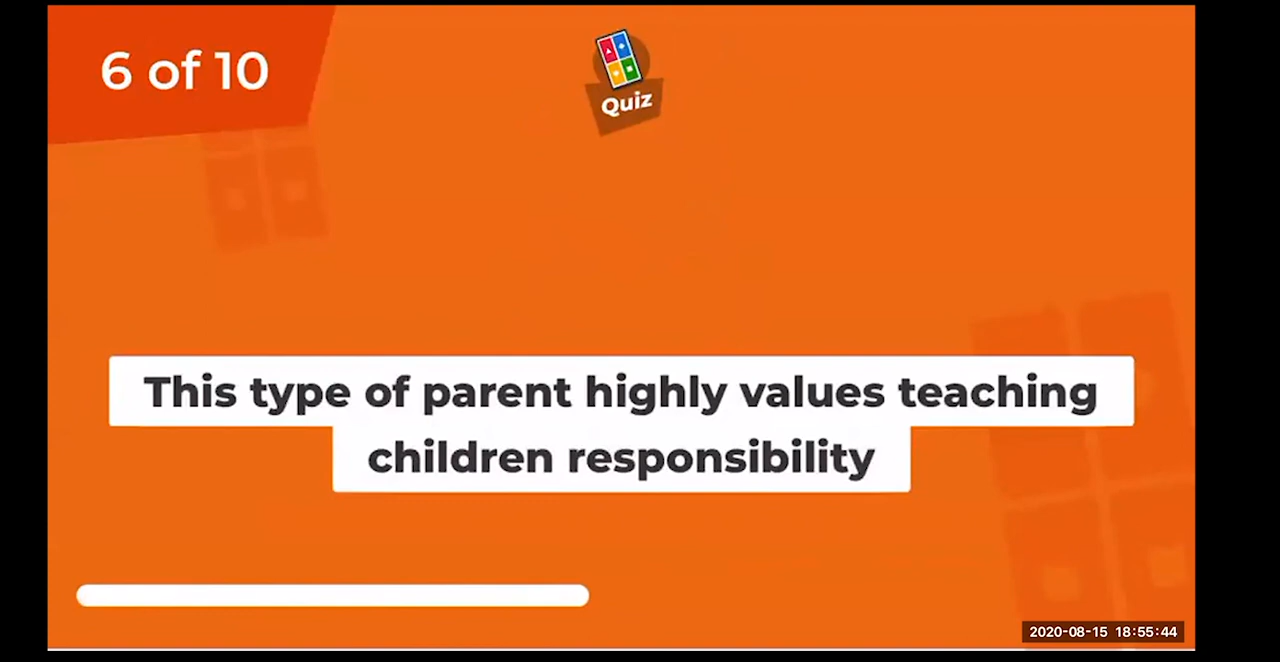 6 of 10
Quiz
This type of parent highly values teaching
children responsibility
2020-08-15 18:55:44